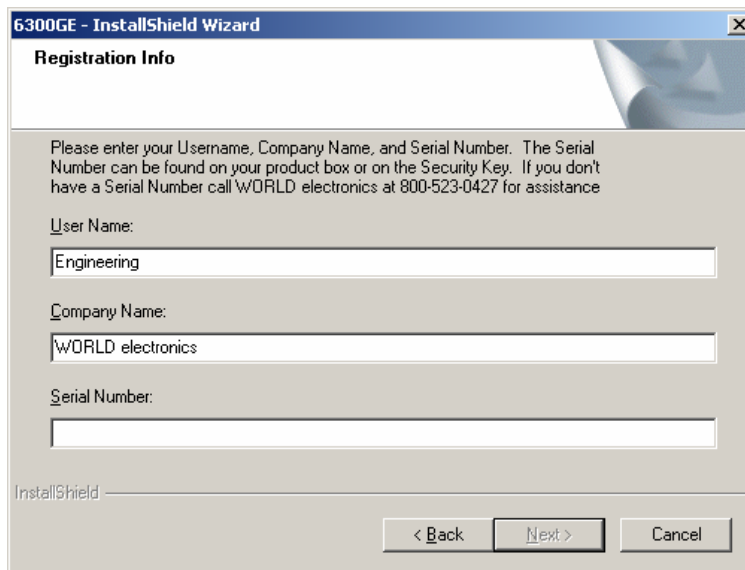 6300GE - InstallShield Wizard
Registration Info
Please enter your Username, Company Name, and Serial Number. The Serial
Number can be found on your product box or on the Security Key. If you don't
have a Serial Number call WORLD electronics at 800-523-0427 for assistance
User Name:
Engineering
Company Name:
WORLD electronics
Serial Number:
InstallShield
< Back Next > Cancel